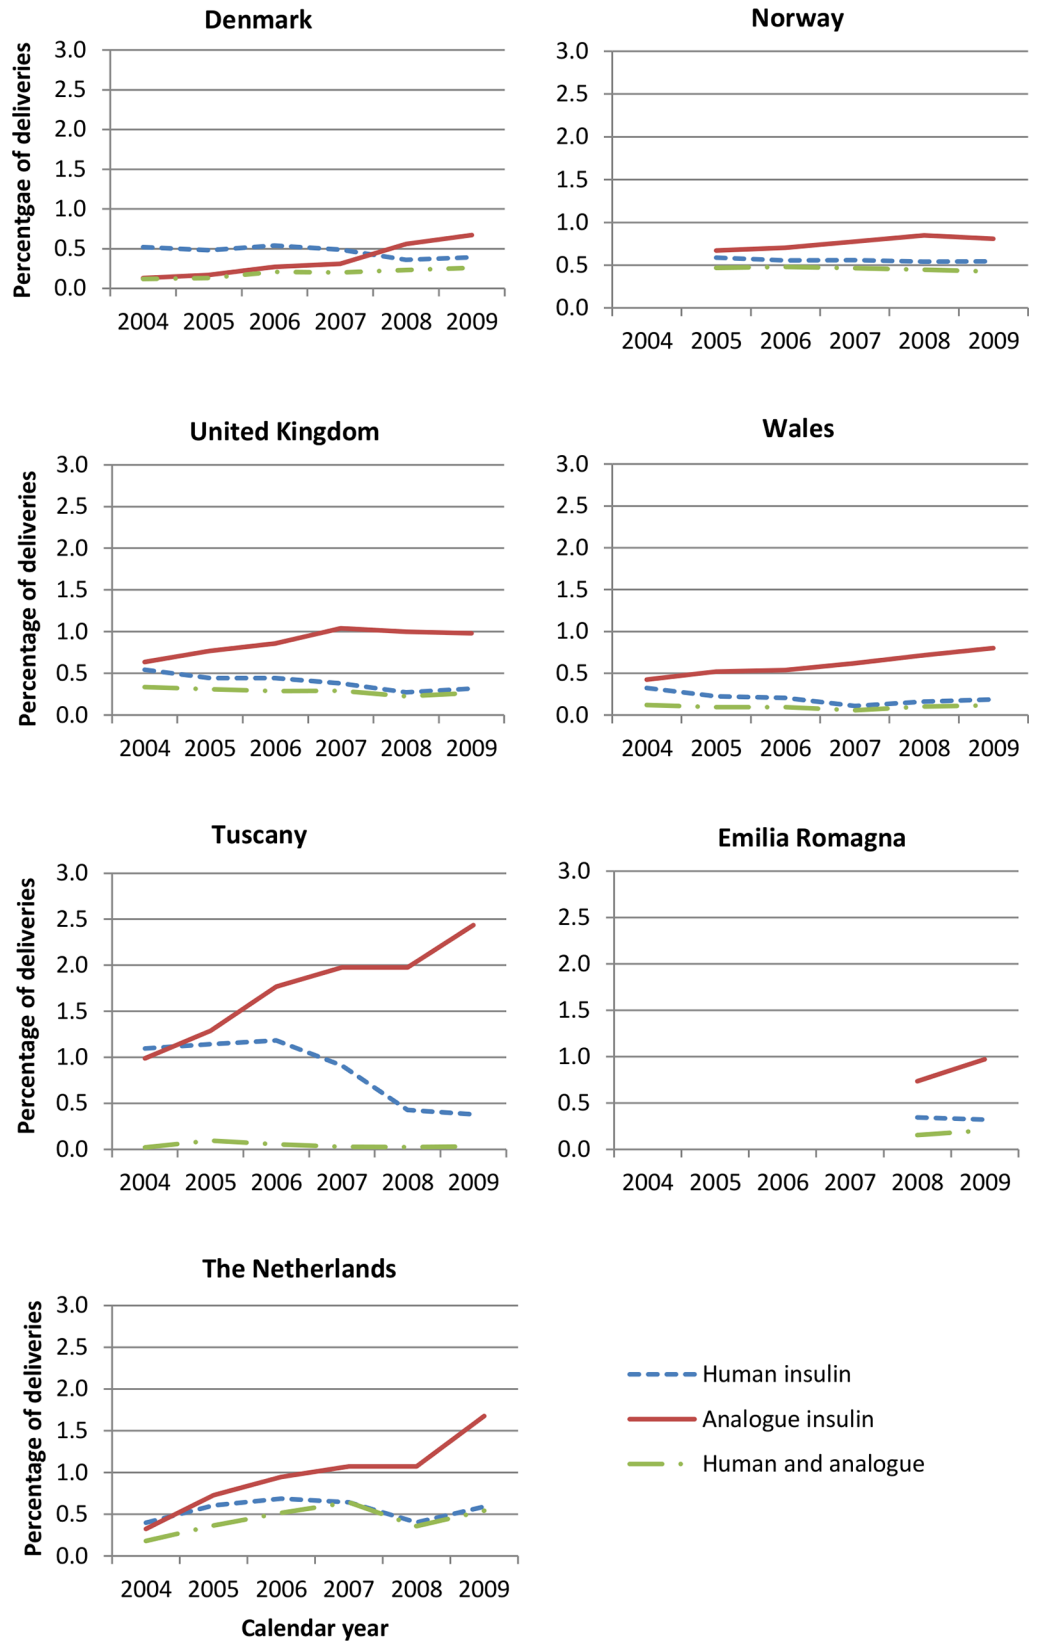 Denmark
Percentgae of deliveries
3.0
2.5
2.0
1.5
1.0
0.5
0.0
2004 2005 2006 2007 2008 2009
Norway
3.0
2.5
2.0
1.5
1.0
0.5
0.0
2004 2005 2006 2007 2008 2009
United Kingdom
Percentage of deliveries
3.0
2.5
2.0
1.5
1.0
0.5
0.0
2004 2005 2006 2007 2008 2009
Wales
3.0
2.5
2.0
1.5
1.0
0.5
0.0
2004 2005 2006 2007 2008 2009
Tuscany
Percentage of deliveries
3.0
2.5
2.0
1.5
1.0
0.5
0.0
2004 2005 2006 2007 2008 2009
Emilia Romagna
3.0
2.5
2.0
1.5
1.0
0.5
0.0
2004 2005 2006 2007 2008 2009
The Netherlands
Percentage of deliveries
3.0
2.5
2.0
1.5
1.0
0.5
0.0
2004 2005 2006 2007 2008 2009
Calendar year
Human insulin
Analogue insulin
Human and analogue